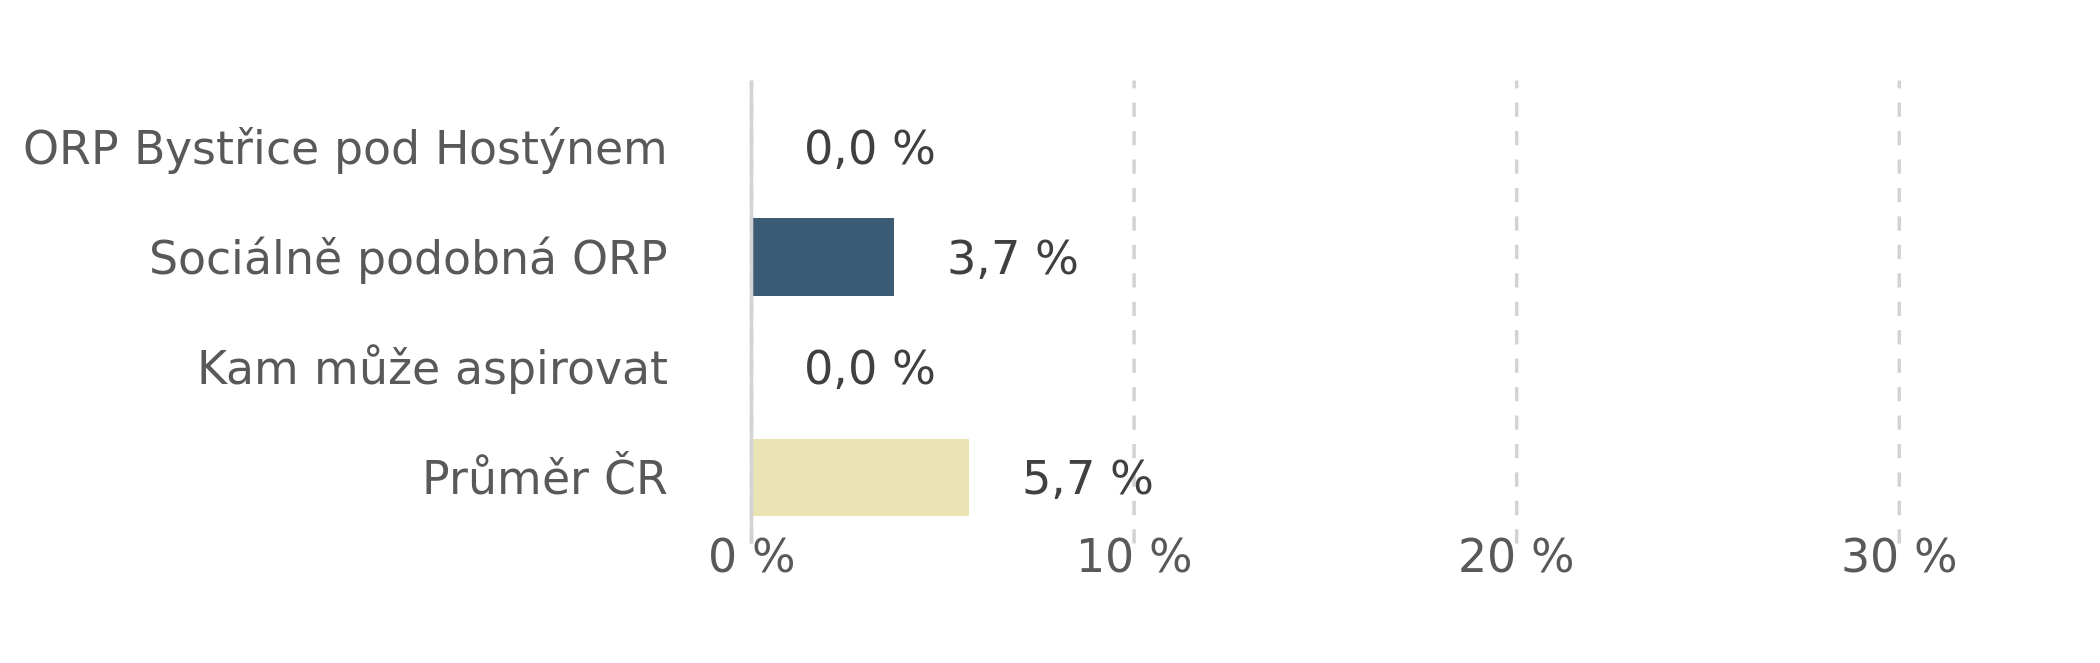 ORP Bystřice pod Hostýnem 0,0 %
Sociálně podobná ORP 3,7 %
Kam může aspirovat 0,0 %
Průměr ČR 5,7 %
0 % 10 % 20 % 30 %